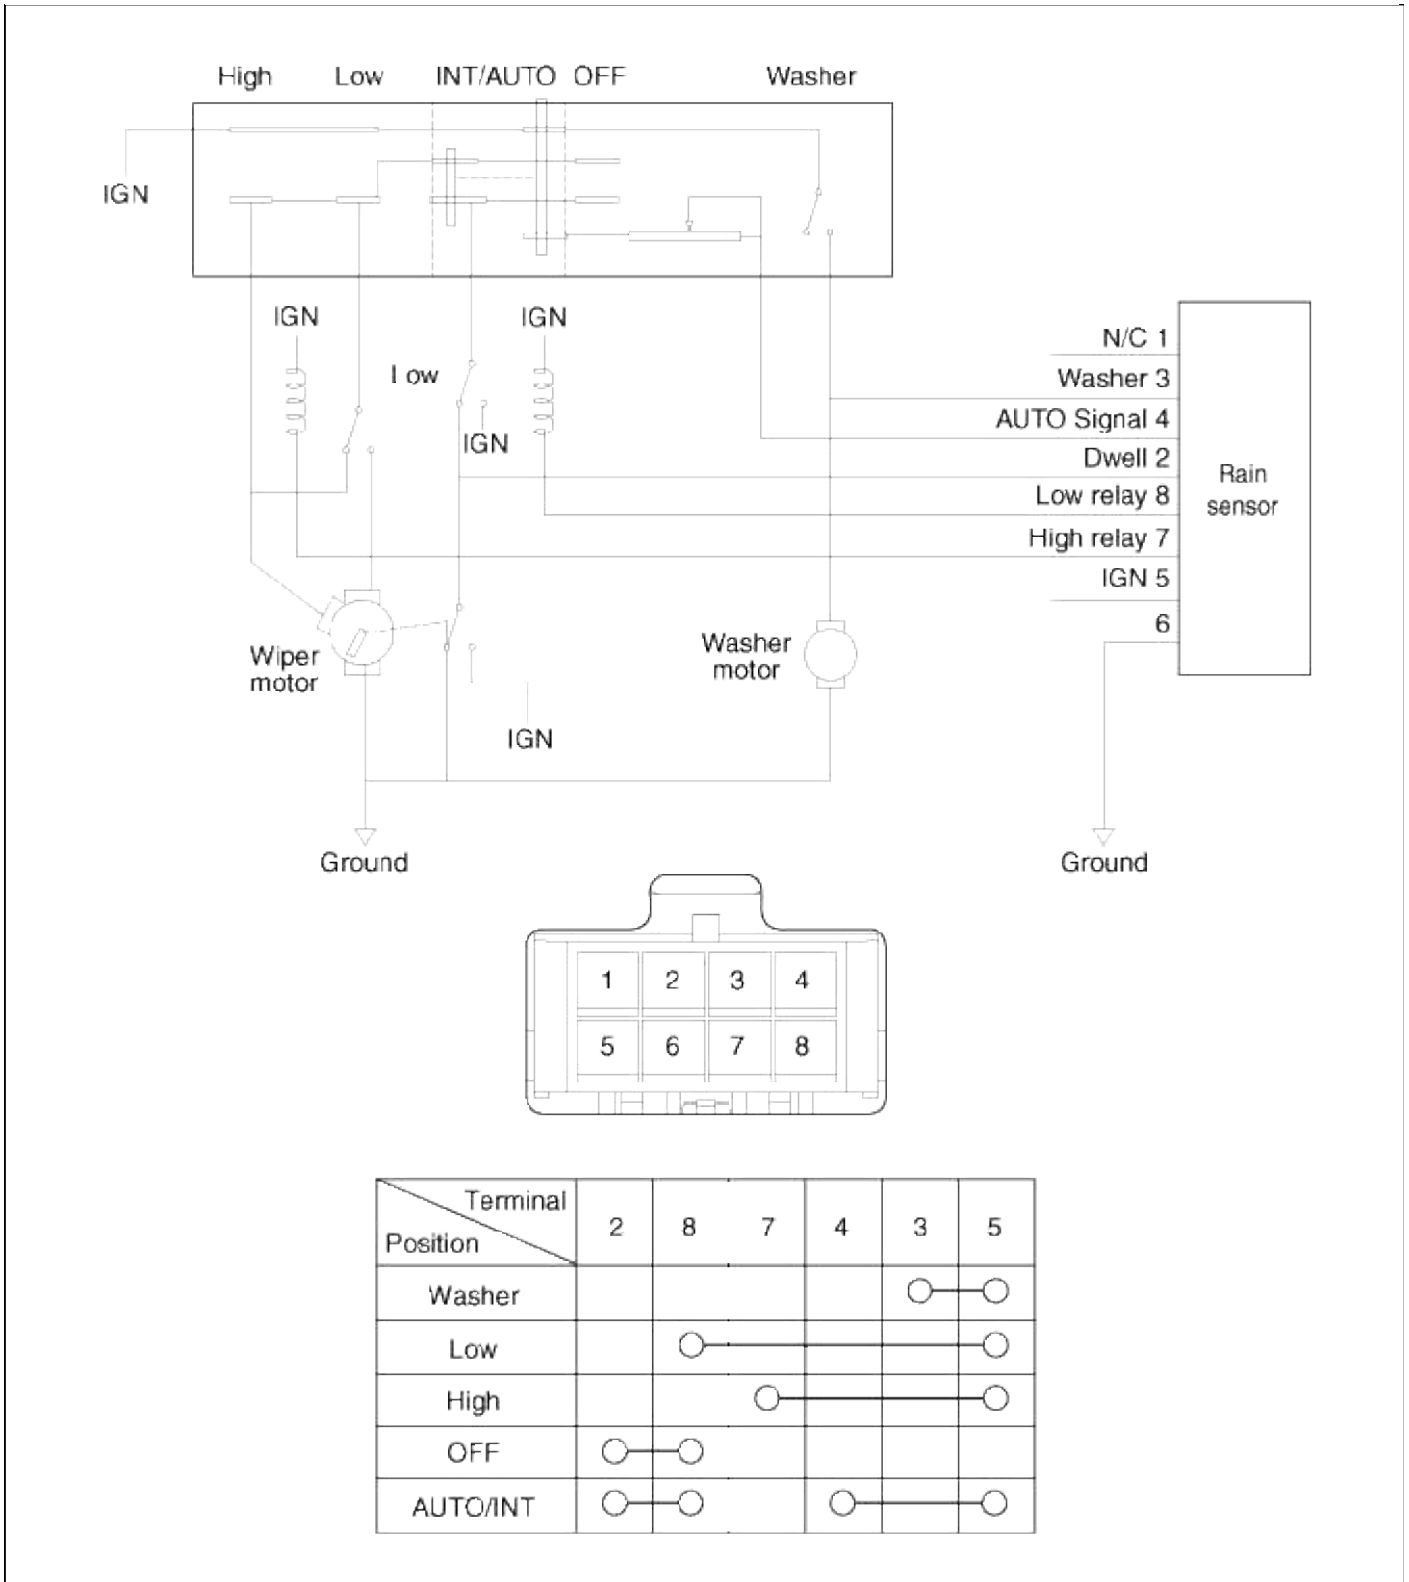 High Low INT/AUTO OFF Washer
IGN
IGN
IGN
Low
IGN
N/C 1
Washer 3
AUTO Signal 4
Dwell 2
Low relay 8
High relay 7
IGN 5
6
Rain
sensor
Wiper
motor
Washer
motor
IGN
Ground
Ground
1 2 3 4
5 6 7 8
Terminal
Position
2 8 7 4 3 5
Washer
Low
High
OFF
AUTO/INT